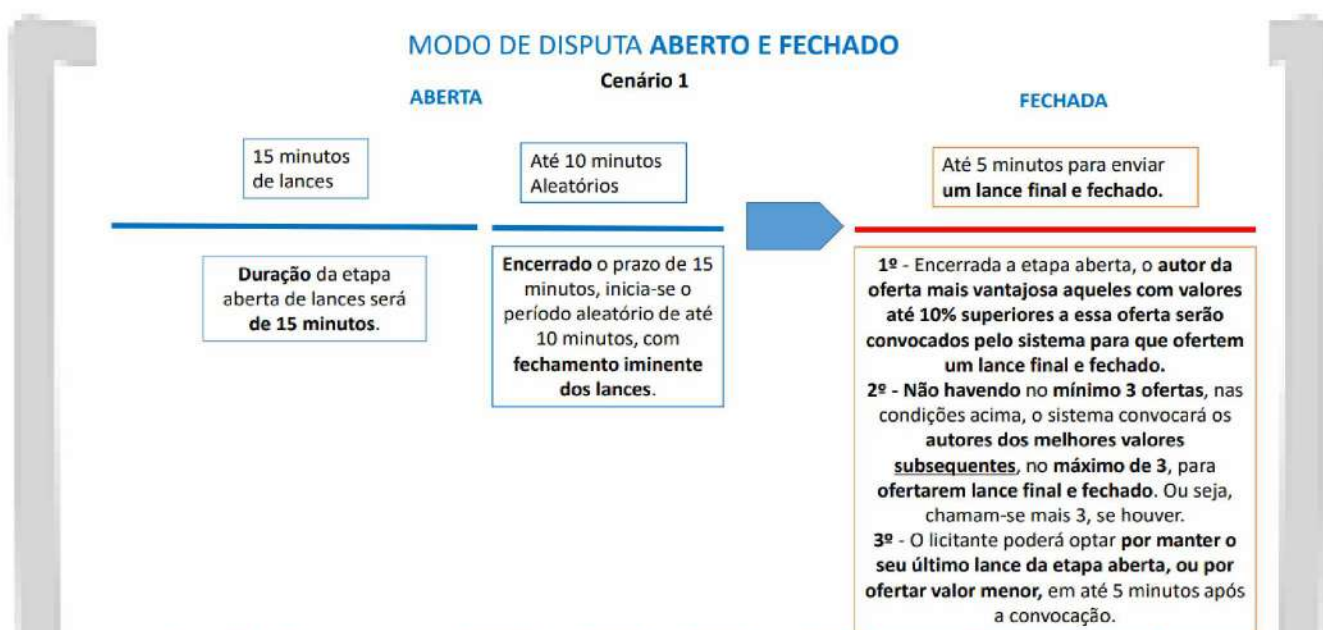 MODO DE DISPUTA ABERTO E FECHADO
Cenário 1
ABERTA
FECHADA
15 minutos
de lances
Até 10 minutos
Aleatórios
Até 5 minutos para enviar
um lance final e fechado.
Duração da etapa
aberta de lances será
de 15 minutos.
Encerrado o prazo de 15
minutos, inicia-se o
período aleatório de até
10 minutos, com
fechamento iminente
dos lances.
1º - Encerrada a etapa aberta, o autor da
oferta mais vantajosa aqueles com valores
até 10% superiores a essa oferta serão
convocados pelo sistema para que ofertem
um lance final e fechado.
2º - Não havendo no mínimo 3 ofertas, nas
condições acima, o sistema convocará os
autores dos melhores valores
subsequentes, no máximo de 3, para
ofertarem lance final e fechado. Ou seja,
chamam-se mais 3, se houver.
3º - O licitante poderá optar por manter o
seu último lance da etapa aberta, ou por
ofertar valor menor, em até 5 minutos após
a convocação.